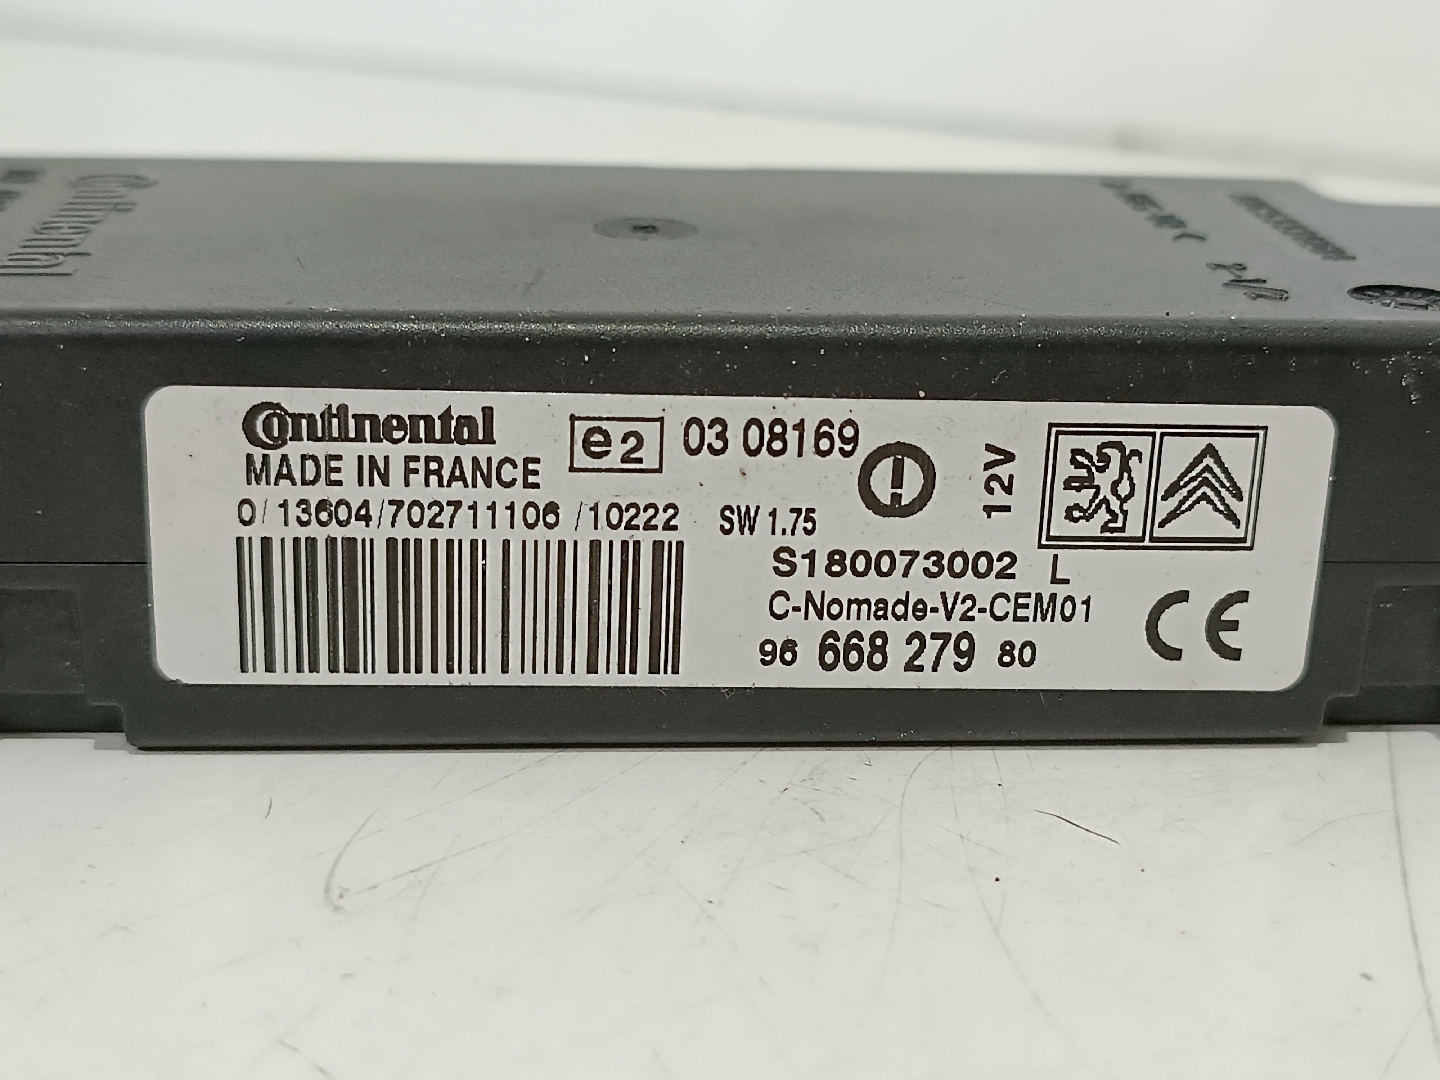 Continental
Continental
MADE IN FRANCE
e2 03 08169
12V
0/13604/702711106 /10222 SW 1.75
S180073002 L
C-Nomade-V2-CEM01
96 668 279 80
CE